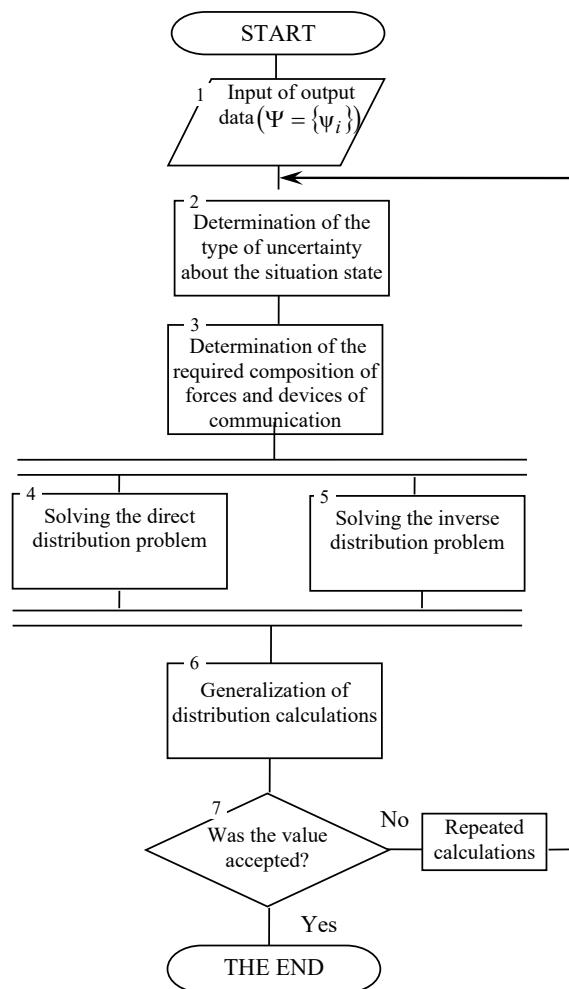 START
1
Input of output
data(Ψ = {ψ_i})
2
Determination of the
type of uncertainty
about the situation state
3
Determination of the
required composition of
forces and devices of
communication
4
Solving the direct
distribution problem
5
Solving the inverse
distribution problem
6
Generalization of
distribution calculations
7
Was the value
accepted?
No
Repeated
calculations
Yes
THE END